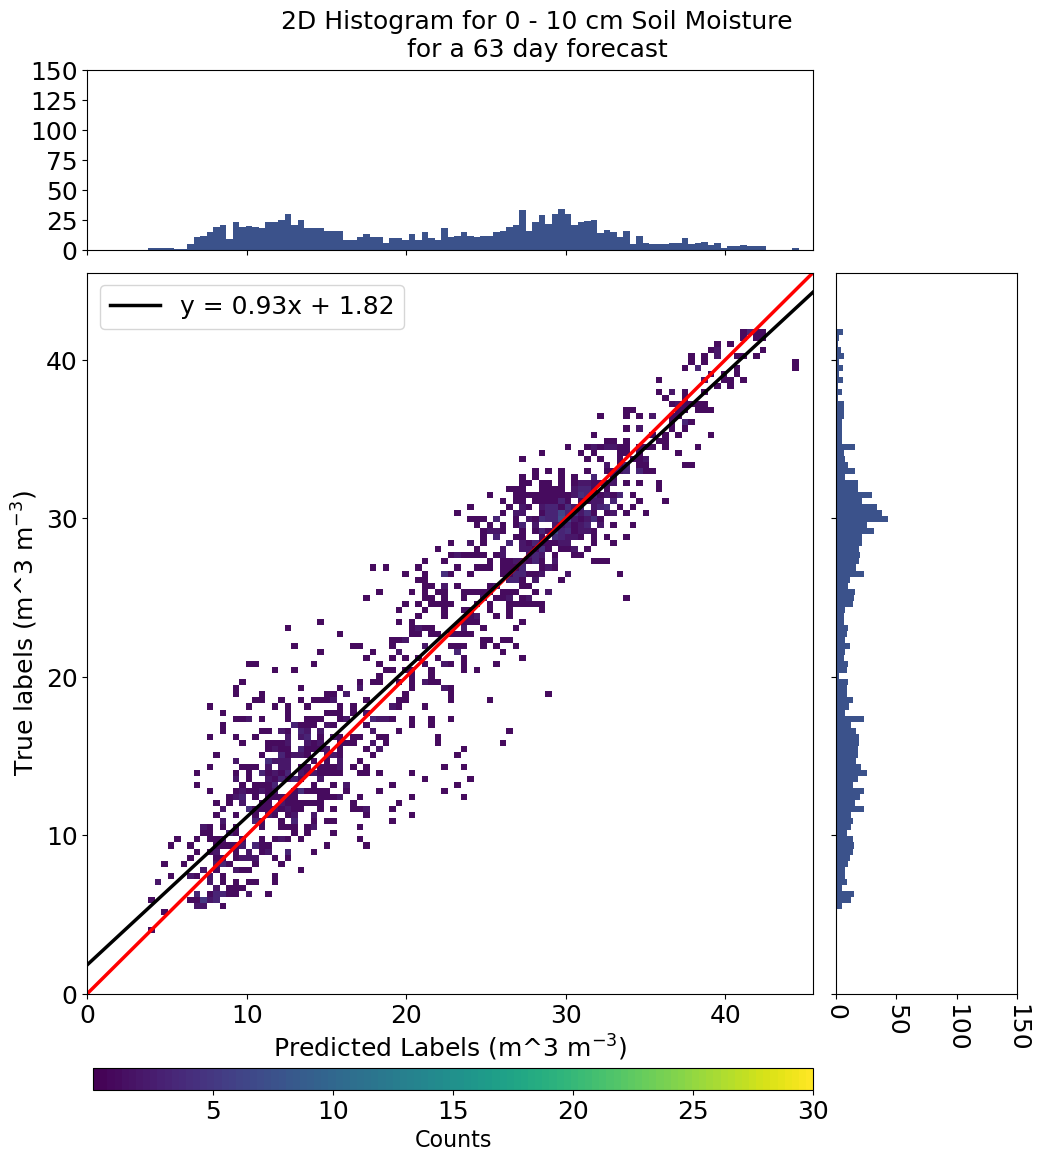 2D Histogram for 0 - 10 cm Soil Moisture
for a 63 day forecast
150
125
100
75
50
25
0
y = 0.93x + 1.82
True labels (m^3 m⁻³)
40
30
20
10
0
0 10 20 30 40
Predicted Labels (m^3 m⁻³)
0 50 100 150
5 10 15 20 25 30
Counts